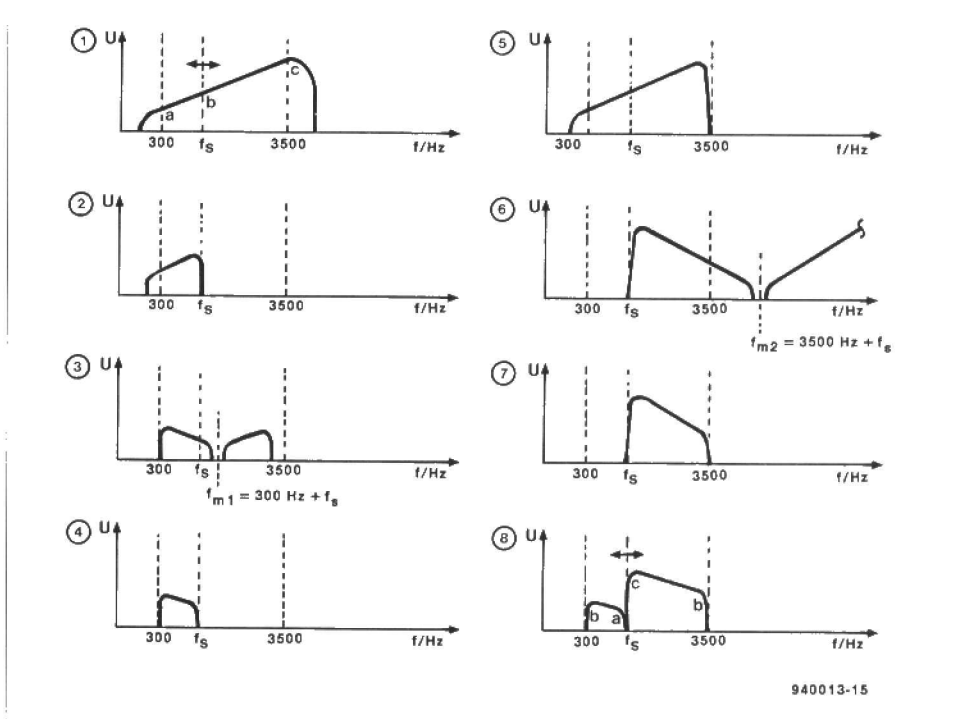 1 U
a b c
300 fS 3500 f/Hz
2 U
300 fS 3500 f/Hz
3 U
300 fS 3500 f/Hz
fm1 = 300 Hz + fs
4 U
300 fS 3500 f/Hz
5 U
300 fS 3500 f/Hz
6 U
300 fS 3500 f/Hz
fm2 = 3500 Hz + fs
7 U
300 fS 3500 f/Hz
8 U
c
b a b
300 fS 3500 f/Hz
940013-15